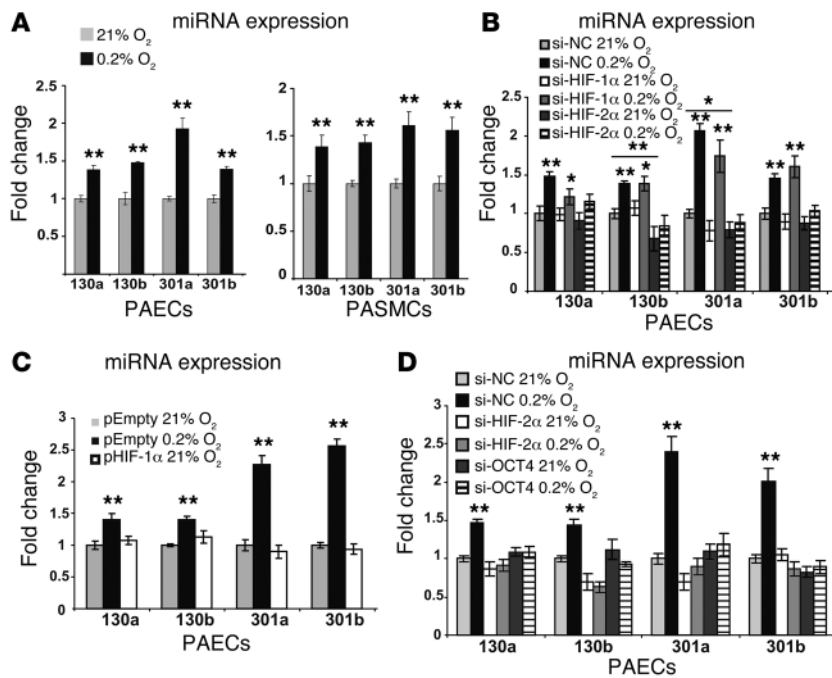 A
miRNA expression
21% O2
0.2% O2
Fold change
2.5
2
1.5
1
0.5
**
**
**
**
130a 130b 301a 301b
PAECs
2
1.5
1
0.5
0
**
**
**
**
130a 130b 301a 301b
PASMCs
B
miRNA expression
si-NC 21% O2
si-NC 0.2% O2
si-HIF-1α 21% O2
si-HIF-1α 0.2% O2
si-HIF-2α 21% O2
si-HIF-2α 0.2% O2
Fold change
2.5
2
1.5
1
0.5
0
**
*
**
**
*
*
**
**
**
**
130a 130b 301a 301b
PAECs
C
miRNA expression
pEmpty 21% O2
pEmpty 0.2% O2
pHIF-1α 21% O2
Fold change
3
2.5
2
1.5
1
0.5
0
**
**
**
**
130a 130b 301a 301b
PAECs
D
miRNA expression
si-NC 21% O2
si-NC 0.2% O2
si-HIF-2α 21% O2
si-HIF-2α 0.2% O2
si-OCT4 21% O2
si-OCT4 0.2% O2
Fold change
3
2.5
2
1.5
1
0.5
0
**
**
**
**
130a 130b 301a 301b
PAECs